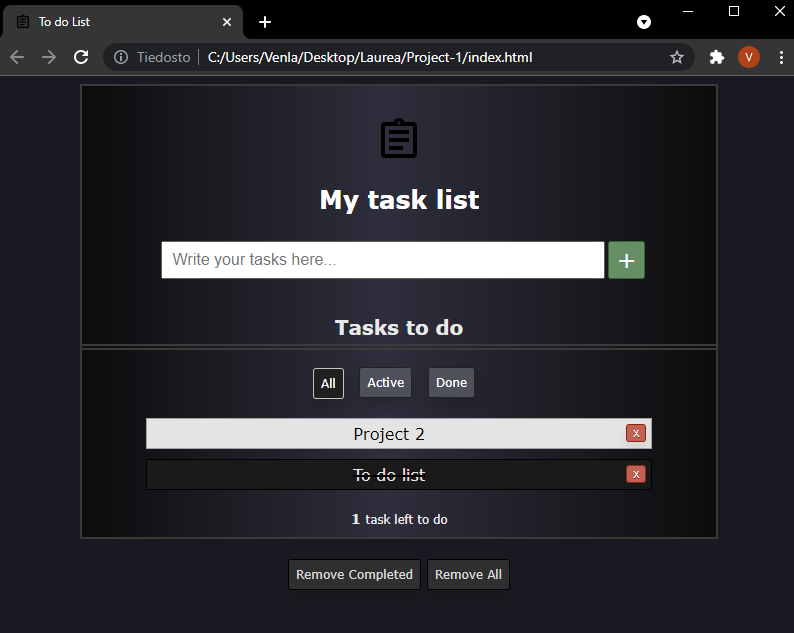 To do List
Tiedosto | C:/Users/Venla/Desktop/Laurea/Project-1/index.html
V
My task list
Write your tasks here...
+
Tasks to do
All Active Done
Project 2 x
To do list x
1 task left to do
Remove Completed Remove All